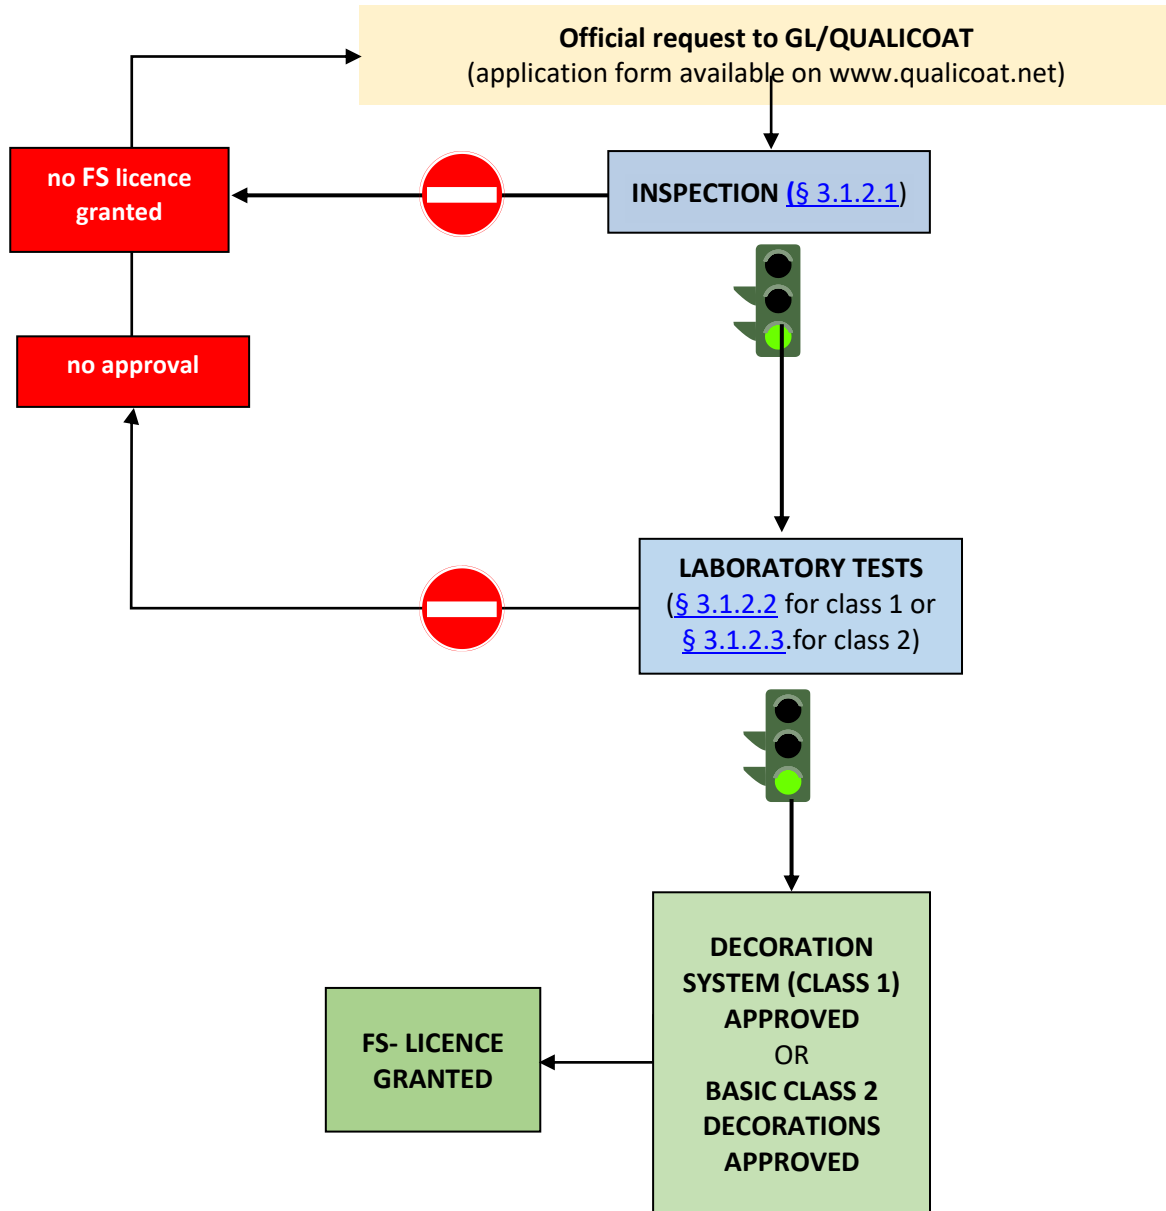 Official request to GL/QUALICOAT
(application form available on www.qualicoat.net)
no FS licence
granted
INSPECTION (§ 3.1.2.1)
no approval
LABORATORY TESTS
(§ 3.1.2.2 for class 1 or
§ 3.1.2.3.for class 2)
DECORATION
SYSTEM (CLASS 1)
APPROVED
OR
BASIC CLASS 2
DECORATIONS
APPROVED
FS- LICENCE
GRANTED